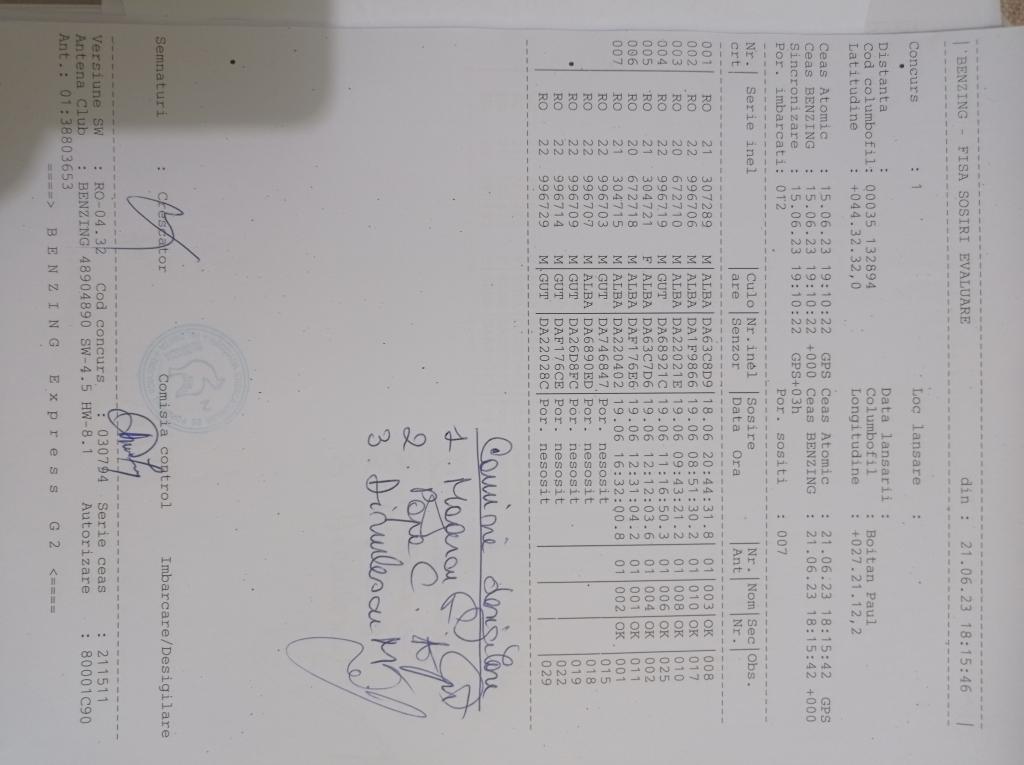 | BENZING - FISA SOSIRI EVALUARE din : 21.06.23 18:15:46 |
Concurs : 1 Loc lansare :
Distanta : Data lansarii :
Cod columbofil: 00035 132894 Columbofil : Boitan Paul
Latitudine : +044.32.32,0 Longitudine : +027.21.12,2
Ceas Atomic : 15.06.23 19:10:22 GPS Ceas Atomic : 21.06.23 18:15:42 GPS
Ceas BENZING : 15.06.23 19:10:22 +000 Ceas BENZING : 21.06.23 18:15:42 +000
Sincronizare : 15.06.23 19:10:22 GPS+03h
Por. imbarcati: 012 Por. sositi : 007
Nr. | Serie inel Culo|Nr.inel |Sosire |Nr.|Nom|Sec|Obs.
crt| are |Senzor |Data Ora |Ant| |Nr.|
001| RO 21 307289 M ALBA|DA63C8D9|18.06 20:44:31.8| 01|003|OK | 008
002| RO 22 996706 M GUT |DA1F9866|19.06 08:51:30.2| 01|010|OK | 017
003| RO 20 672710 M ALBA|DA22021E|19.06 09:43:21.2| 01|008|OK | 010
004| RO 22 996719 M GUT |DA68921C|19.06 11:16:50.3| 01|006|OK | 025
005| RO 21 304721 F ALBA|DA63C7D6|19.06 12:12:03.6| 01|004|OK | 002
006| RO 20 672718 M ALBA|DAF176E6|19.06 12:31:04.2| 01|001|OK | 011
007| RO 21 304715 M ALBA|DA220402|19.06 16:32:00.8| 01|002|OK | 001
RO 22 996703 M GUT |DA746847|Por. nesosit | 015
RO 22 996707 M ALBA|DA6890ED|Por. nesosit | 018
RO 22 996709 M GUT |DA26D8FC|Por. nesosit | 019
RO 22 996714 M GUT |DAF176CE|Por. nesosit | 022
RO 22 996729 M GUT |DA22028C|Por. nesosit | 029
1.
2. Popa C.
3.
Semnaturi : Crescator Comisia control Imbarcare/Desigilare
Versiune SW : RO-04.32 Cod concurs : 030794 Serie ceas : 211511
Antena Club : BENZING 48904890 SW-4.5 HW-8.1 Autorizare : 80001C90
Ant.: 01:38803653
====> B E N Z I N G E x p r e s s G 2 <====